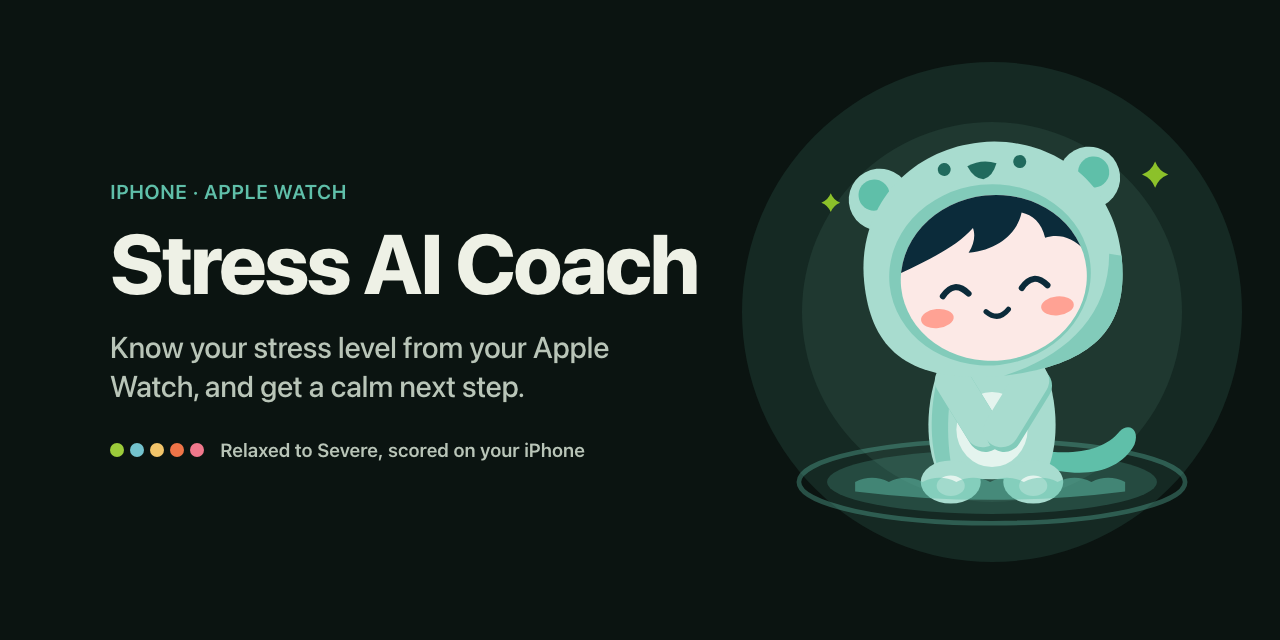 IPHONE · APPLE WATCH
Stress AI Coach
Know your stress level from your Apple
Watch, and get a calm next step.
Relaxed to Severe, scored on your iPhone